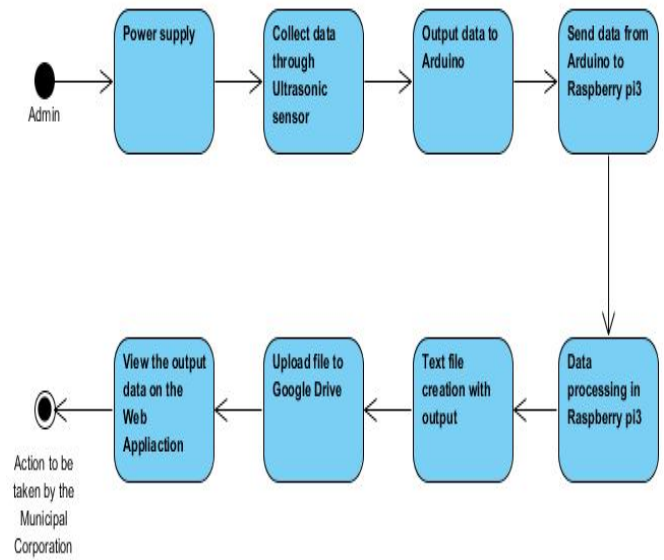 Admin
Power supply
Collect data
through
Ultrasonic
sensor
Output data to
Arduino
Send data from
Arduino to
Raspberry pi3
Data
processing in
Raspberry pi3
Text file
creation with
output
Upload file to
Google Drive
View the output
data on the
Web
Appliaction
Action to be
taken by the
Municipal
Corporation